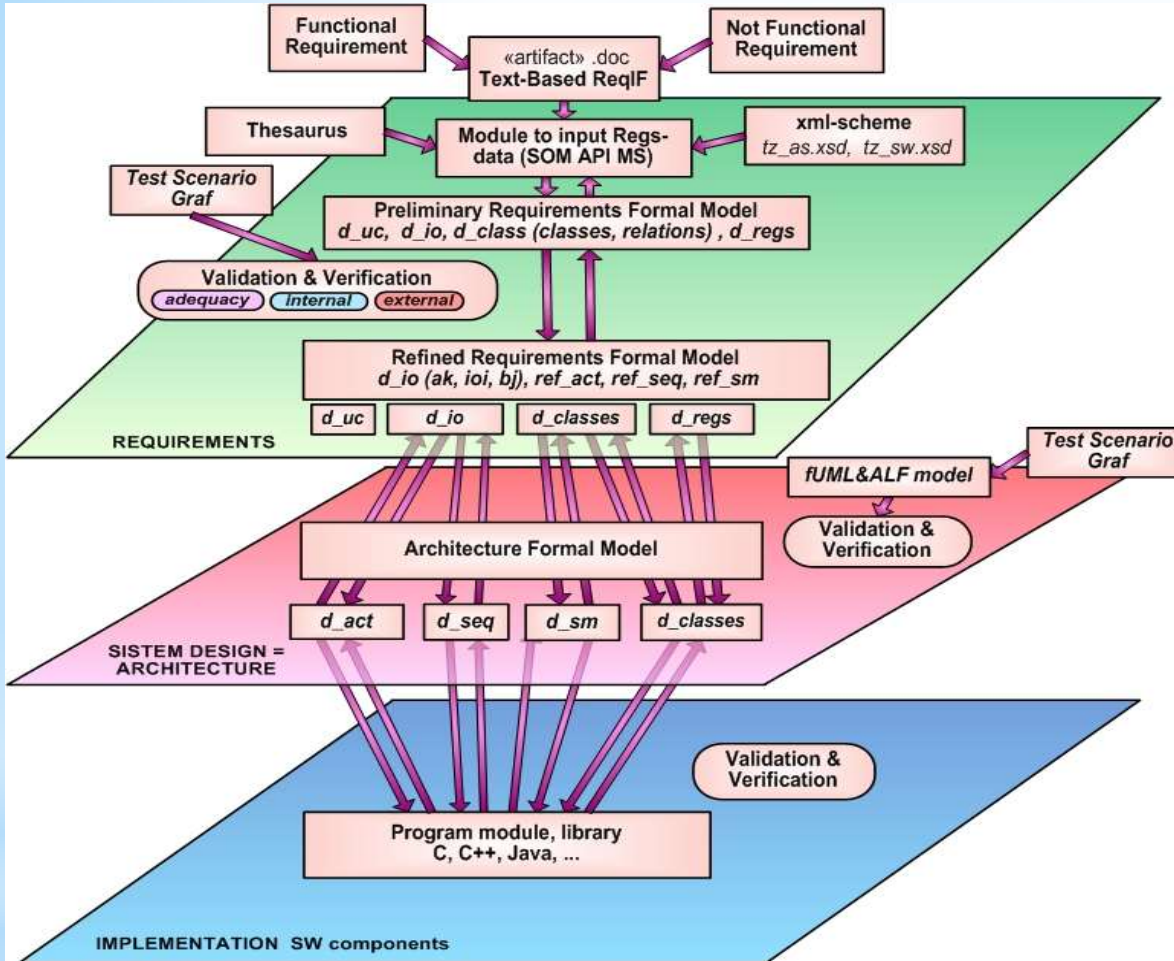 Functional
Requirement
Not Functional
Requirement
«artifact» .doc
Text-Based ReqIF
Thesaurus
Module to input Regs-
data (SOM API MS)
xml-scheme
tz_as.xsd, tz_sw.xsd
Test Scenario
Graf
Preliminary Requirements Formal Model
d_uc, d_io, d_class (classes, relations) , d_regs
Validation & Verification
adequacy internal external
Refined Requirements Formal Model
d_io (ak, ioi, bj), ref_act, ref_seq, ref_sm
d_uc d_io d_classes d_regs
REQUIREMENTS
Test Scenario
Graf
fUML&ALF model
Validation &
Verification
Architecture Formal Model
d_act d_seq d_sm d_classes
SISTEM DESIGN =
ARCHITECTURE
Validation &
Verification
Program module, library
C, C++, Java, ...
IMPLEMENTATION SW components